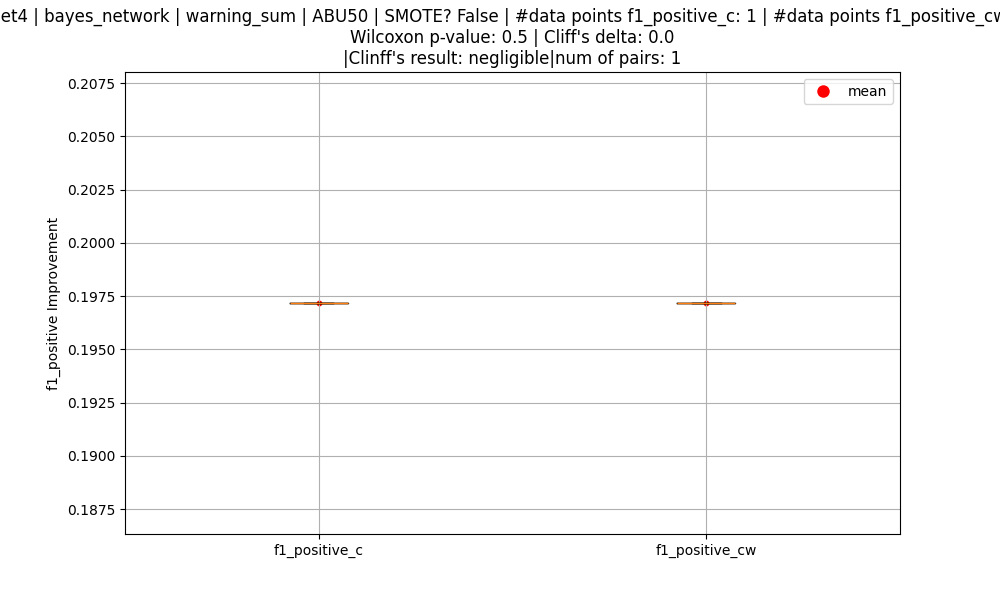 et4 | bayes_network | warning_sum | ABU50 | SMOTE? False | #data points f1_positive_c: 1 | #data points f1_positive_cw
Wilcoxon p-value: 0.5 | Cliff's delta: 0.0
|Clinff's result: negligible|num of pairs: 1
mean
0.2075
0.2050
0.2025
0.2000
0.1975
0.1950
0.1925
0.1900
0.1875
f1_positive Improvement
f1_positive_c
f1_positive_cw